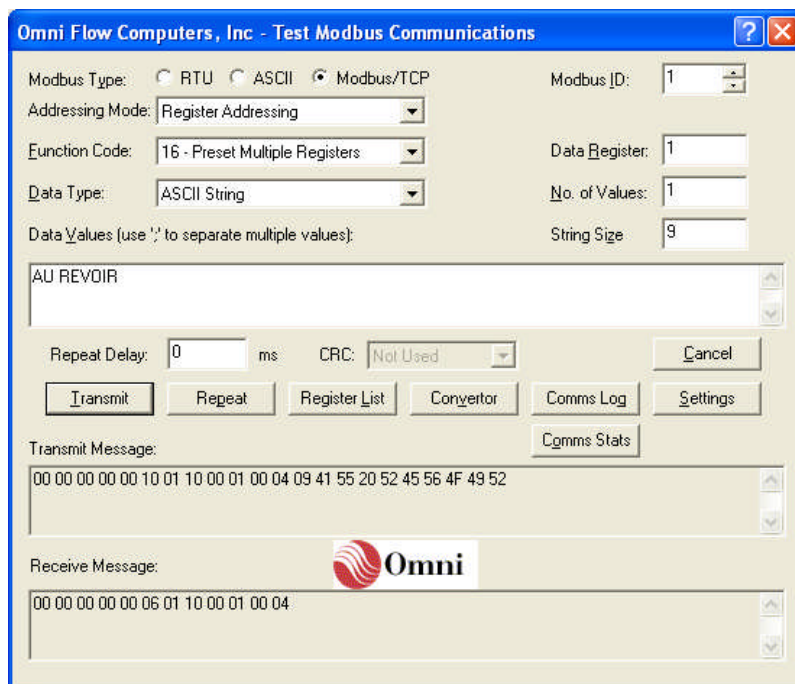 Omni Flow Computers, Inc - Test Modbus Communications
Modbus Type: RTU ASCII Modbus/TCP Modbus ID: 1
Addressing Mode: Register Addressing
Function Code: 16 - Preset Multiple Registers Data Register: 1
Data Type: ASCII String No. of Values: 1
Data Values (use ';' to separate multiple values): String Size 9
AU REVOIR
Repeat Delay: 0 ms CRC: Not Used Cancel
Transmit Repeat Register List Convertor Comms Log Settings
Comms Stats
Transmit Message:
00 00 00 00 00 10 01 10 00 01 00 04 09 41 55 20 52 45 56 4F 49 52
Omni
Receive Message:
00 00 00 00 00 06 01 10 00 01 00 04